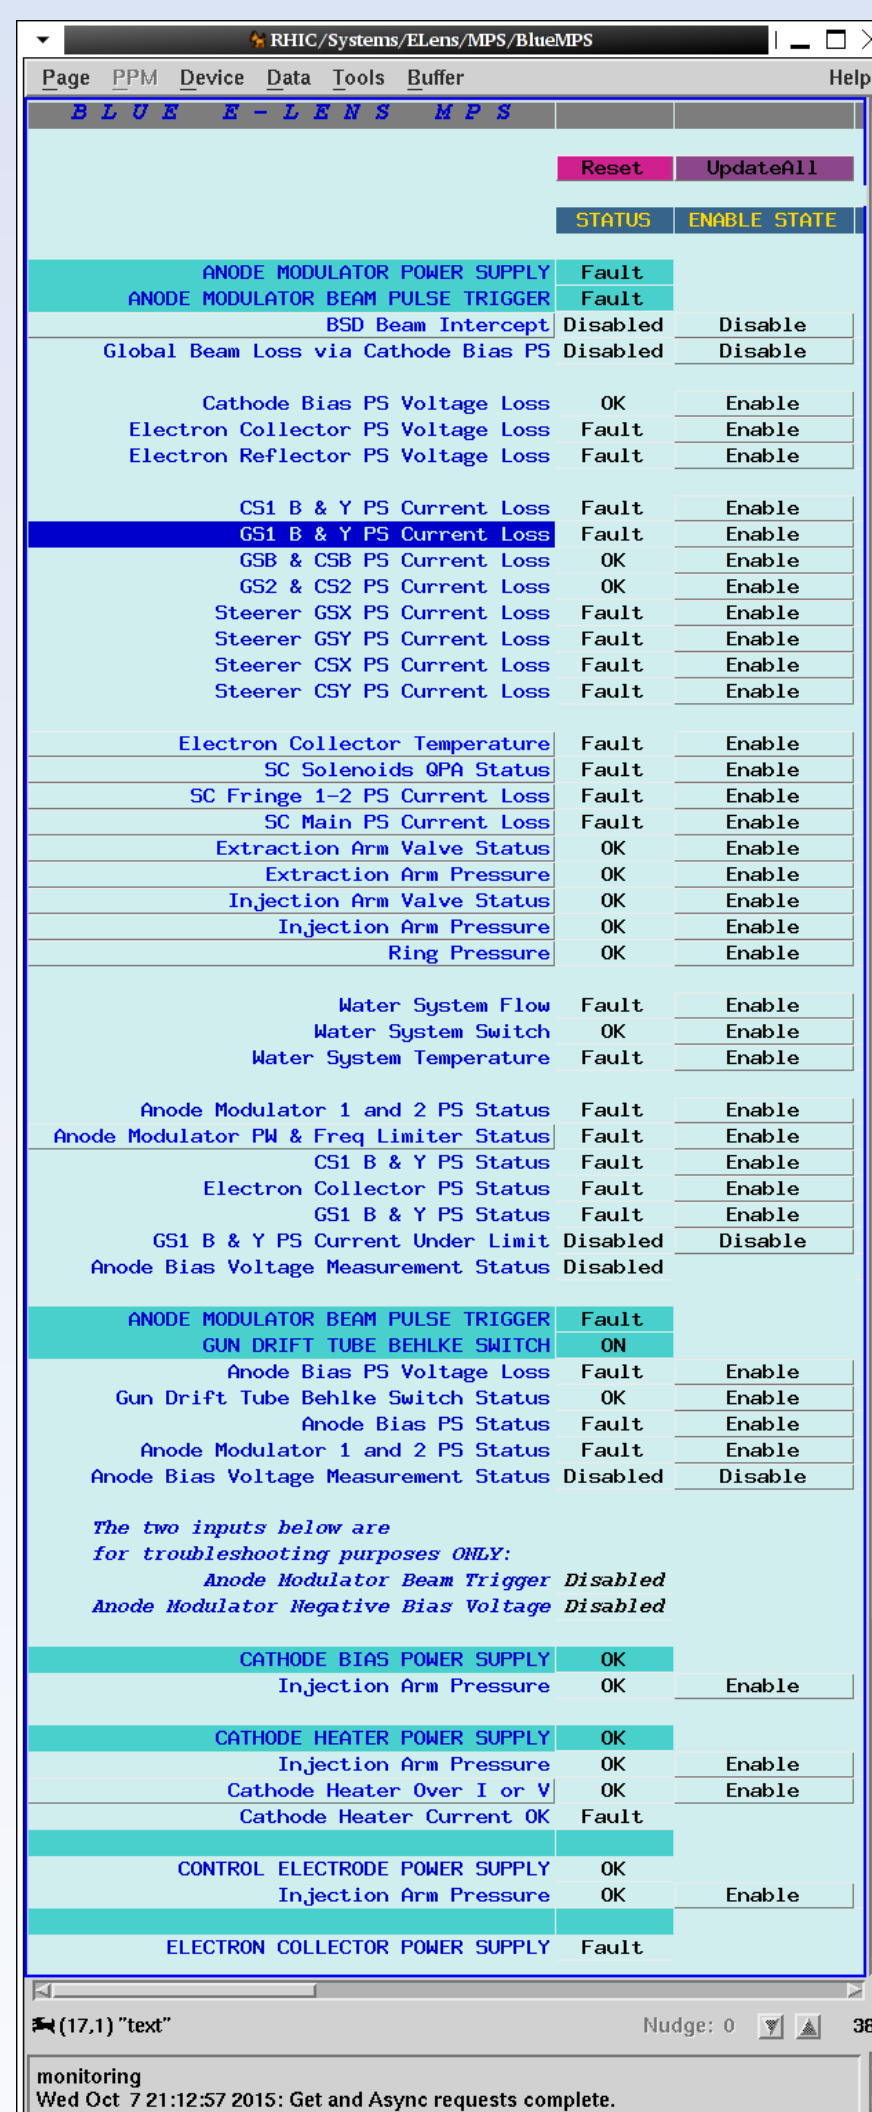 RHIC/Systems/ELens/MPS/BlueMPS
Page PPM Device Data Tools Buffer Help
BLUE E-LENS MPS
Reset UpdateAll
STATUS ENABLE STATE
ANODE MODULATOR POWER SUPPLY Fault
ANODE MODULATOR BEAM PULSE TRIGGER Fault
BSD Beam Intercept Disabled Disable
Global Beam Loss via Cathode Bias PS Disabled Disable
Cathode Bias PS Voltage Loss OK Enable
Electron Collector PS Voltage Loss Fault Enable
Electron Reflector PS Voltage Loss Fault Enable
CS1 B & Y PS Current Loss Fault Enable
GS1 B & Y PS Current Loss Fault Enable
GSB & CSB PS Current Loss OK Enable
GS2 & CS2 PS Current Loss OK Enable
Steerer GSX PS Current Loss Fault Enable
Steerer GSY PS Current Loss Fault Enable
Steerer CSX PS Current Loss Fault Enable
Steerer CSY PS Current Loss Fault Enable
Electron Collector Temperature Fault Enable
SC Solenoids QPA Status Fault Enable
SC Fringe 1-2 PS Current Loss Fault Enable
SC Main PS Current Loss Fault Enable
Extraction Arm Valve Status OK Enable
Extraction Arm Pressure OK Enable
Injection Arm Valve Status OK Enable
Injection Arm Pressure OK Enable
Ring Pressure OK Enable
Water System Flow Fault Enable
Water System Switch OK Enable
Water System Temperature Fault Enable
Anode Modulator 1 and 2 PS Status Fault Enable
Anode Modulator PW & Freq Limiter Status Fault Enable
CS1 B & Y PS Status Fault Enable
Electron Collector PS Status Fault Enable
GS1 B & Y PS Status Fault Enable
GS1 B & Y PS Current Under Limit Disabled Disable
Anode Bias Voltage Measurement Status Disabled
ANODE MODULATOR BEAM PULSE TRIGGER Fault
GUN DRIFT TUBE BEHLKE SWITCH ON
Anode Bias PS Voltage Loss Fault Enable
Gun Drift Tube Behlke Switch Status OK Enable
Anode Bias PS Status Fault Enable
Anode Modulator 1 and 2 PS Status Fault Enable
Anode Bias Voltage Measurement Status Disabled Disable
The two inputs below are
for troubleshooting purposes ONLY:
Anode Modulator Beam Trigger Disabled
Anode Modulator Negative Bias Voltage Disabled
CATHODE BIAS POWER SUPPLY OK
Injection Arm Pressure OK Enable
CATHODE HEATER POWER SUPPLY OK
Injection Arm Pressure OK Enable
Cathode Heater Over I or V OK Enable
Cathode Heater Current OK Fault
CONTROL ELECTRODE POWER SUPPLY OK
Injection Arm Pressure OK Enable
ELECTRON COLLECTOR POWER SUPPLY Fault
(17,1) "text" Nudge: 0 38
monitoring
Wed Oct 7 21:12:57 2015: Get and Async requests complete.